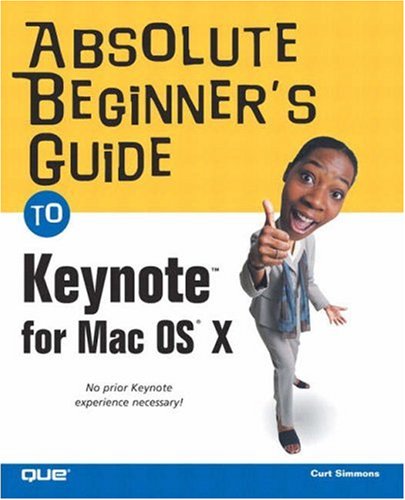 ABSOLUTE
BEGINNER'S
GUIDE
TO
Keynote™
for Mac OS® X
No prior Keynote
experience necessary!
que®
Curt Simmons